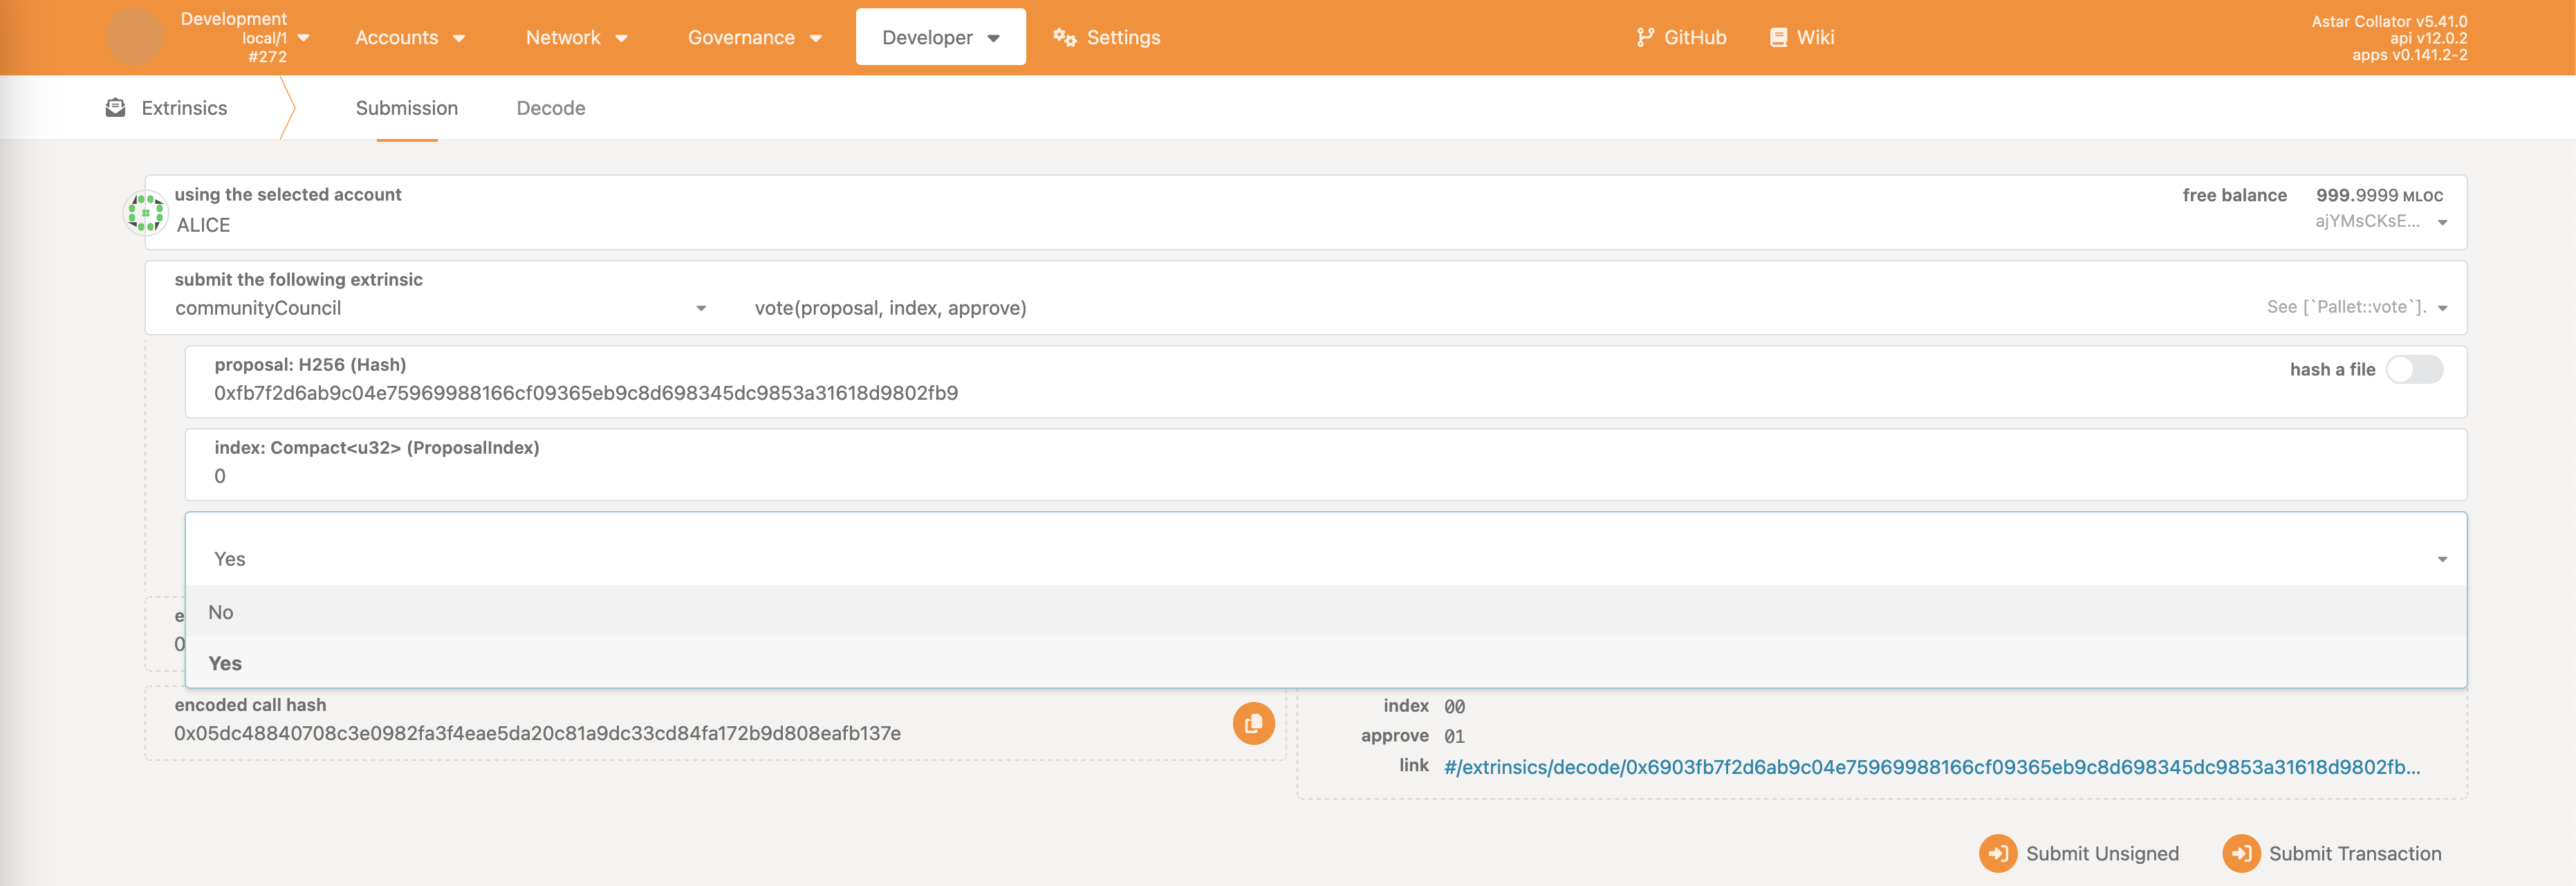 Development
local/1
#272
Accounts
Network
Governance
Developer
Settings
GitHub
Wiki
Astar Collator v5.41.0
api v12.0.2
apps v0.141.2-2
Extrinsics
Submission
Decode
using the selected account
ALICE
free balance 999.9999 MLOC
ajYMsCKsE...
submit the following extrinsic
communityCouncil
vote(proposal, index, approve)
See [`Pallet::vote`].
proposal: H256 (Hash)
0xfb7f2d6ab9c04e75969988166cf09365eb9c8d698345dc9853a31618d9802fb9
hash a file
index: Compact<u32> (ProposalIndex)
0
Yes
No
Yes
e
0
encoded call hash
0x05dc48840708c3e0982fa3f4eae5da20c81a9dc33cd84fa172b9d808eafb137e
index 00
approve 01
link #/extrinsics/decode/0x6903fb7f2d6ab9c04e75969988166cf09365eb9c8d698345dc9853a31618d9802fb...
Submit Unsigned
Submit Transaction